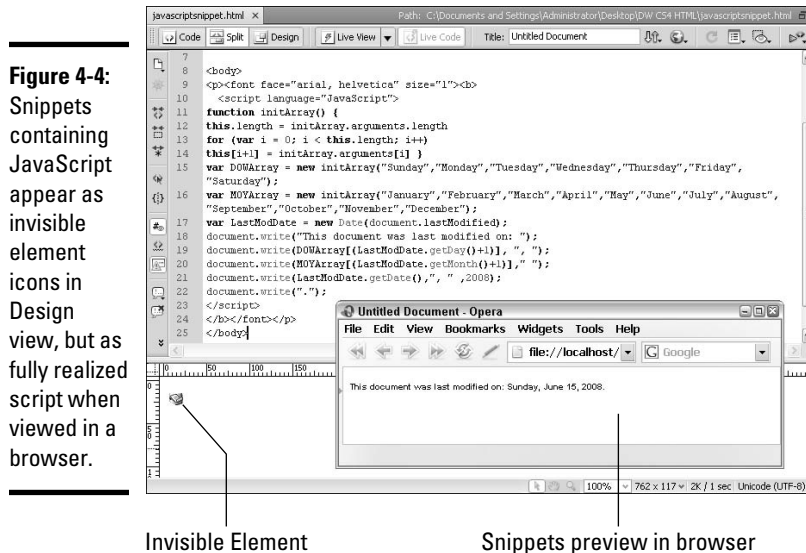 Figure 4-4:
Snippets
containing
JavaScript
appear as
invisible
element
icons in
Design
view, but as
fully realized
script when
viewed in a
browser.
javascriptsnippet.html × Path: C:\Documents and Settings\Administrator\Desktop\DW CS4 HTML\javascriptsnippet.html
Code Split Design Live View Live Code Title: Untitled Document
7
8 <body>
9 <p><font face="arial, helvetica" size="1"><b>
10 <script language="JavaScript">
11 function initArray() {
12 this.length = initArray.arguments.length
13 for (var i = 0; i < this.length; i++)
14 this[i+1] = initArray.arguments[i] }
15 var DOWArray = new initArray("Sunday","Monday","Tuesday","Wednesday","Thursday","Friday",
"Saturday");
16 var MOYArray = new initArray("January","February","March","April","May","June","July","August",
"September","October","November","December");
17 var LastModDate = new Date(document.lastModified);
18 document.write("This document was last modified on: ");
19 document.write(DOWArray[(LastModDate.getDay()+1)], ", ");
20 document.write(MOYArray[(LastModDate.getMonth()+1)]," ");
21 document.write(LastModDate.getDate(),", " ,2008);
22 document.write(".");
23 </script>
24 </b></font></p>
25 </body>
Untitled Document - Opera
File Edit View Bookmarks Widgets Tools Help
file://localhost/ Google
This document was last modified on: Sunday, June 15, 2008.
0 50 100 150
0
5
0
1
100% 762 x 117 2K / 1 sec Unicode (UTF-8)
Invisible Element Snippets preview in browser